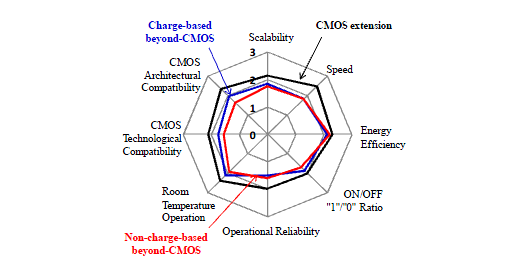 Charge-based
beyond-CMOS
CMOS extension
Scalability
3
CMOS
Architectural
Compatibility
Speed
2
1
CMOS
Technological
Compatibility
0
Energy
Efficiency
Room
Temperature
Operation
ON/OFF
"1"/"0" Ratio
Operational Reliability
Non-charge-based
beyond-CMOS